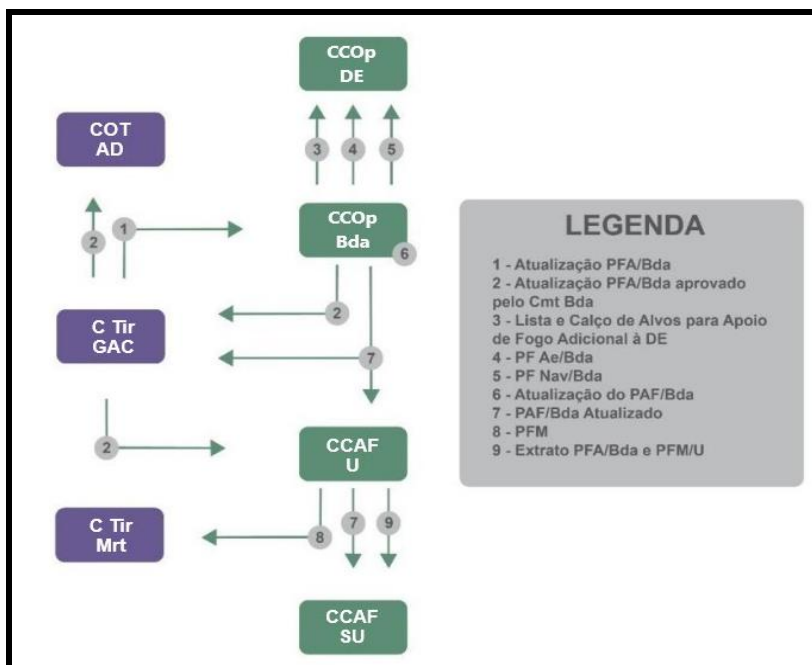 CCOp
DE
COT
AD
3
4
5
2
1
CCOp
Bda
6
C Tir
GAC
2
7
2
CCAF
U
C Tir
Mrt
8
7
9
CCAF
SU
LEGENDA
1 - Atualização PFA/Bda
2 - Atualização PFA/Bda aprovado
pelo Cmt Bda
3 - Lista e Calço de Alvos para Apoio
de Fogo Adicional à DE
4 - PF Ae/Bda
5 - PF Nav/Bda
6 - Atualização do PAF/Bda
7 - PAF/Bda Atualizado
8 - PFM
9 - Extrato PFA/Bda e PFM/U